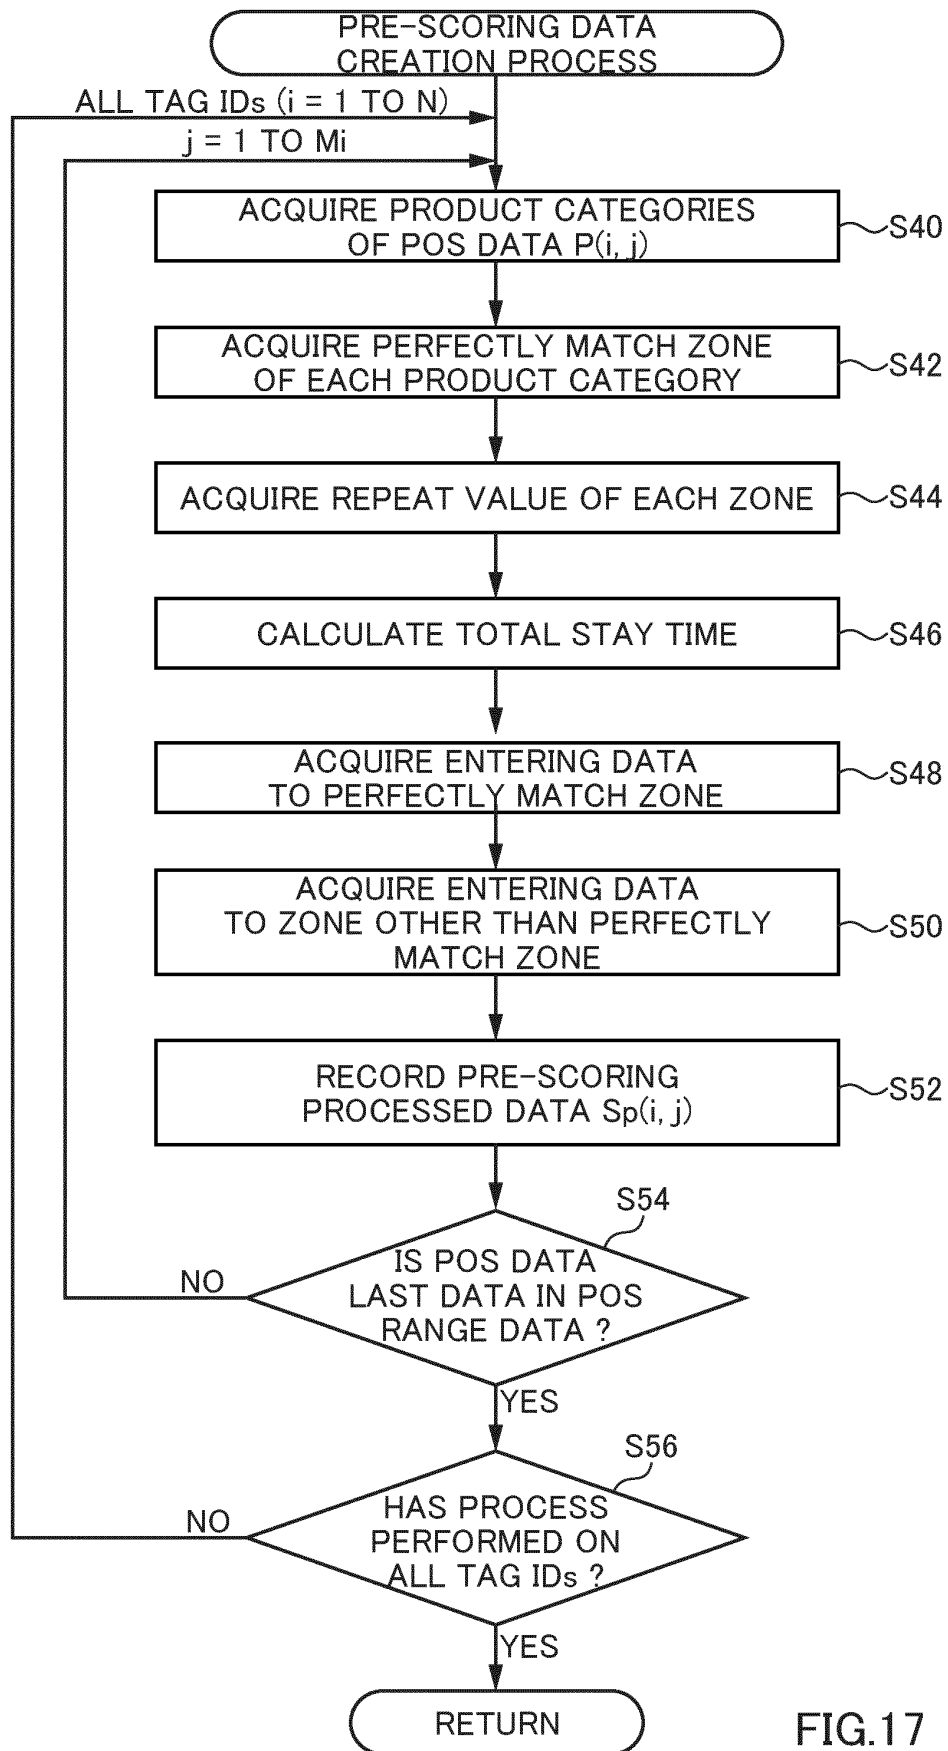 PRE-SCORING DATA
CREATION PROCESS
ALL TAG IDs (i = 1 TO N)
j = 1 TO Mi
ACQUIRE PRODUCT CATEGORIES
OF POS DATA P(i, j)
S40
ACQUIRE PERFECTLY MATCH ZONE
OF EACH PRODUCT CATEGORY
S42
ACQUIRE REPEAT VALUE OF EACH ZONE
S44
CALCULATE TOTAL STAY TIME
S46
ACQUIRE ENTERING DATA
TO PERFECTLY MATCH ZONE
S48
ACQUIRE ENTERING DATA
TO ZONE OTHER THAN PERFECTLY
MATCH ZONE
S50
RECORD PRE-SCORING
PROCESSED DATA Sp(i, j)
S52
S54
IS POS DATA
LAST DATA IN POS
RANGE DATA ?
NO
YES
S56
HAS PROCESS
PERFORMED ON
ALL TAG IDs ?
NO
YES
RETURN
FIG.17